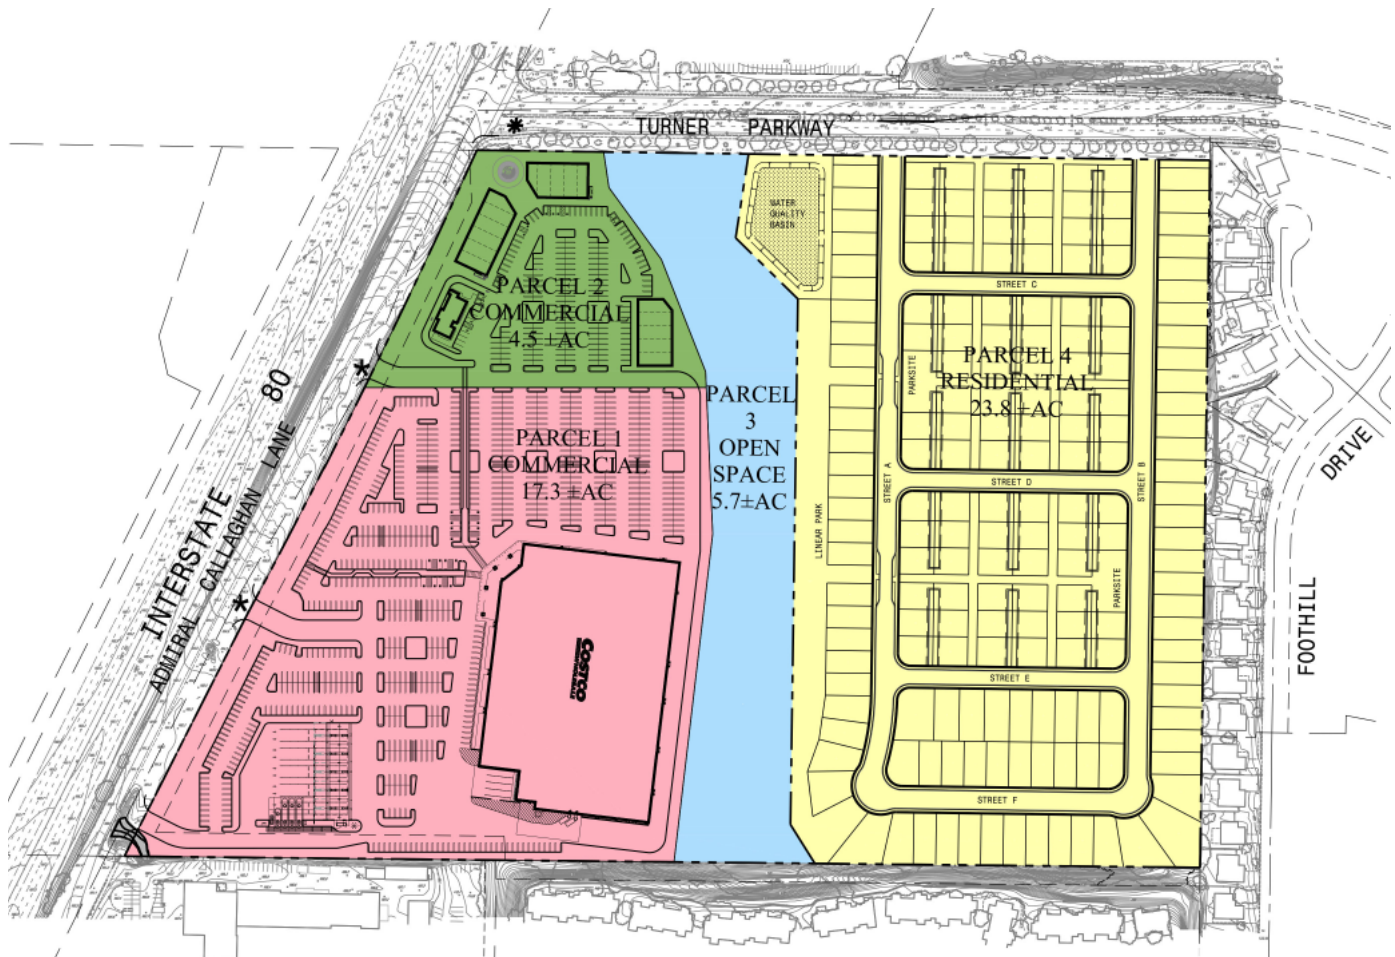 TURNER PARKWAY
WATER
QUALITY
BASIN
STREET C
PARCEL 2
COMMERCIAL
4.5 ±AC
INTERSTATE 80
ADMIRAL CALLAGHAN LANE
PARCEL 1
COMMERCIAL
17.3 ±AC
PARCEL
3
OPEN
SPACE
5.7±AC
PARKSITE
PARCEL 4
RESIDENTIAL
23.8 ±AC
STREET A
STREET B
STREET D
LINEAR PARK
PARKSITE
COSTCO
STREET E
STREET F
FOOTHILL DRIVE